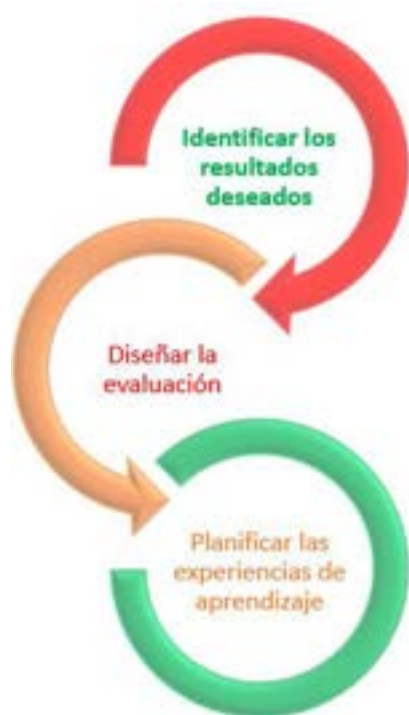 Identificar los
resultados
deseados
Diseñar la
evaluación
Planificar las
experiencias de
aprendizaje